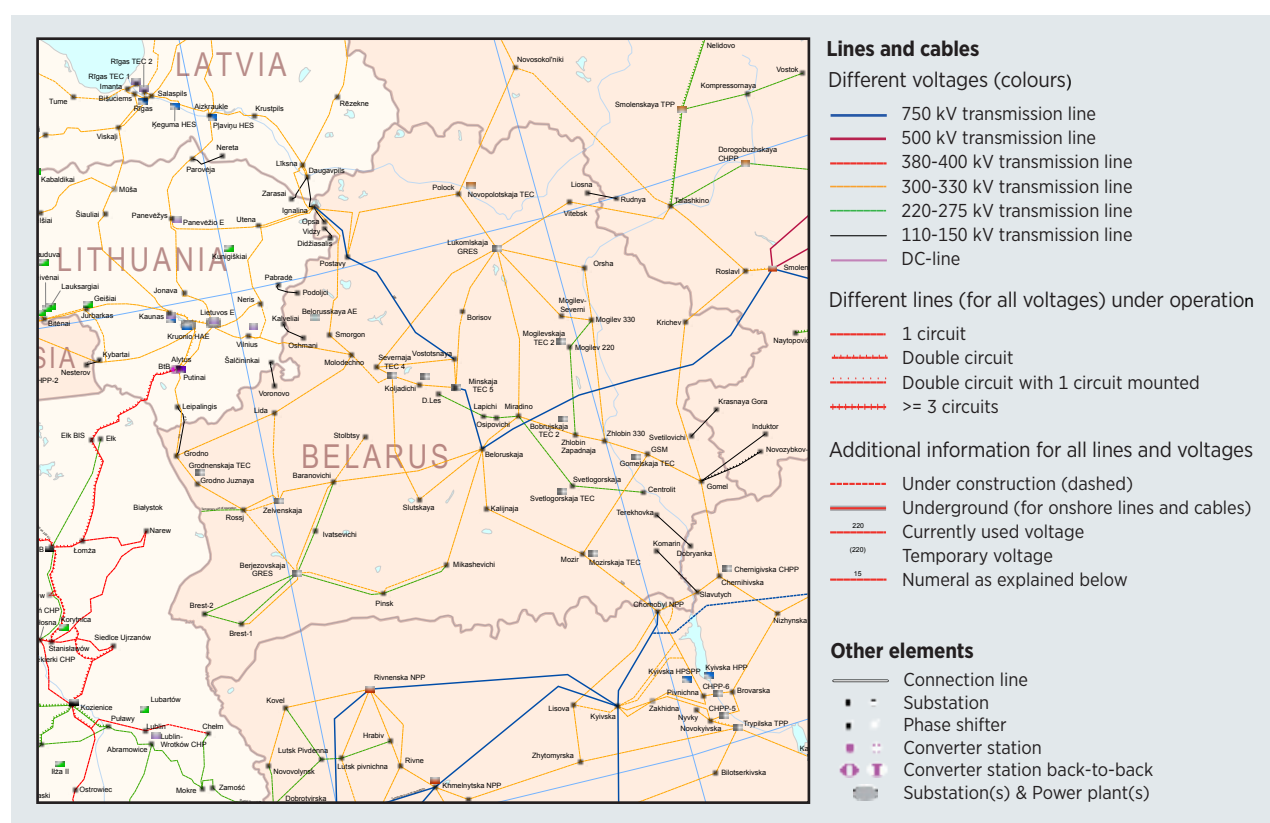 LATVIA
LITHUANIA
BELARUS
SIA
Rīgas TEC 2
Rīgas TEC 1
Imanta
Bišuciems
Rīgas
Salaspils
Tume
Viskaļi
Aizkraukle
Krustpils
Ķeguma HES
Pļaviņu HES
Rēzekne
Nereta
Parovėja
Līksna
Daugavpils
Kabaldikai
Mūša
Zarasai
Ignalina
Šiauliai
Panevėžys
Panevėžio E
Utena
Opsa
Vidzy
Didžiasalis
Kunigiškiai
Postavy
Lauksargiai
Geišiai
Jurbarkas
Bitėnai
Jonava
Kaunas
Lietuvos E
Kruonio HAE
Neris
Vilnius
Pabradė
Podoljci
Kalveliai
Belorusskaya AE
Oshmani
Smorgon
Molodechno
Kybartai
Nesterov
HPP-2
Alytus
BtB
Putinai
Šalčininkai
Voronovo
Leipalingis
Lida
Grodno
Grodnenskaja TEC
Grodno Juznaya
Ełk BIS
Ełk
Białystok
Narew
Łomża
Rossj
Zelvenskaja
Stolbtsy
Baranovichi
Ivatsevichi
Berjezovskaja
GRES
Brest-2
Brest-1
Pinsk
Mikashevichi
Slutskaya
Kalijnaja
Beloruskaja
Severnaja
TEC 4
Vostotsnaya
Koljadichi
D.Les
Minskaja
TEC 5
Lapichi
Osipovichi
Miradino
Borisov
Lukomlskaja
GRES
Polock
Novopolotskaja TEC
Novosokol'niki
Nelidovo
Vostok
Kompressornaya
Smolenskaya TPP
Dorogobuzhskaya
CHPP
Liosna
Rudnya
Vitebsk
Talashkino
Orsha
Roslavl
Smolen
Mogilev-
Severni
Mogilev 330
Mogilevskaja
TEC 2
Mogilev 220
Krichev
Naytopovic
Bobruiskaja
TEC 2
Zhlobin
Zapadnaja
Zhlobin 330
Svetilovichi
GSM
Gomelskaja TEC
Krasnaya Gora
Induktor
Novozybkov-
Gomel
Svetlogorskaja
Svetlogorskaja TEC
Centrolit
Terekhovka
Komarin
Dobryanka
Mozir
Mozirskaja TEC
Chernigivska CHPP
Chernihivska
Slavutych
Chornobyl NPP
Nizhynska
Kyivska HPSPP
Kyivska HPP
Pivnichna
CHPP-6
Brovarska
Zakhidna
CHPP-5
Nyvky
Novokyivska
Trypilska TPP
Bilotserkivska
Lisova
Kyivska
Zhytomyrska
Rivnenska NPP
Kovel
Hrabiv
Lutsk Pivdenna
Lutsk pivnichna
Rivne
Novovolynsk
Dobrotvirska
Khmelnytska NPP
Korytnica
Siedlce Ujrzanów
Stanisławów
Kozienice
Lubartów
Puławy
Lublin
Lublin-
Wrotków CHP
Abramowice
Chełm
Iłża II
Ostrowiec
Mokre
Zamość
Lines and cables
Different voltages (colours)
750 kV transmission line
500 kV transmission line
380-400 kV transmission line
300-330 kV transmission line
220-275 kV transmission line
110-150 kV transmission line
DC-line
Different lines (for all voltages) under operation
1 circuit
Double circuit
Double circuit with 1 circuit mounted
>= 3 circuits
Additional information for all lines and voltages
Under construction (dashed)
Underground (for onshore lines and cables)
220 Currently used voltage
(220) Temporary voltage
15 Numeral as explained below
Other elements
Connection line
Substation
Phase shifter
Converter station
Converter station back-to-back
Substation(s) & Power plant(s)